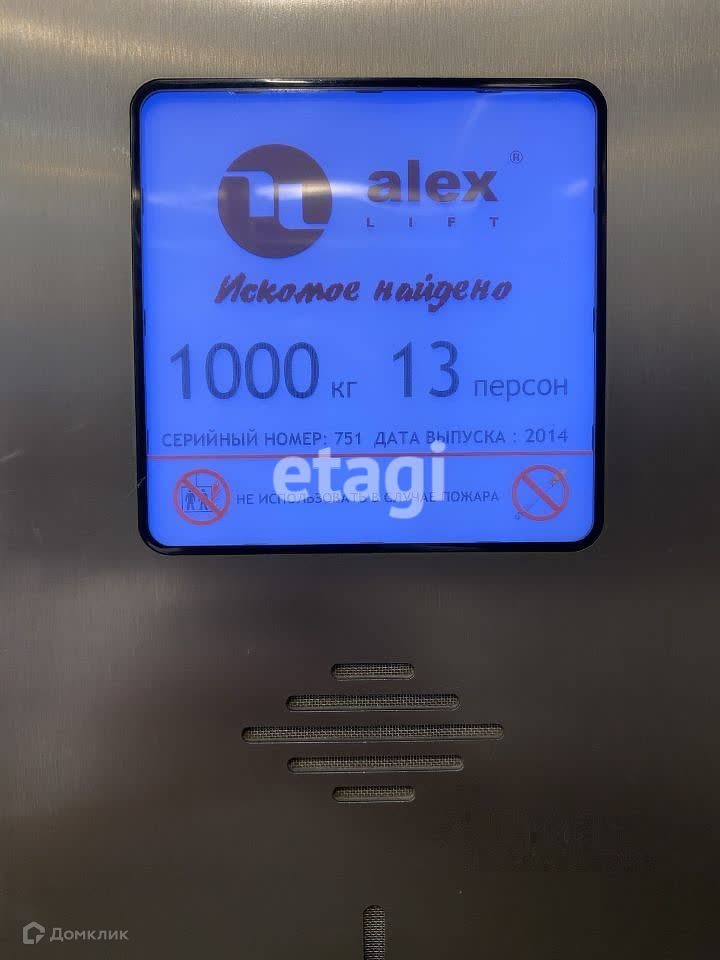 alex ®
LIFT
Искомое найдено
1000 кг 13 персон
СЕРИЙНЫЙ НОМЕР: 751 ДАТА ВЫПУСКА : 2014
etagi
НЕ ИСПОЛЬЗОВАТЬ В СЛУЧАЕ ПОЖАРА
Домклик